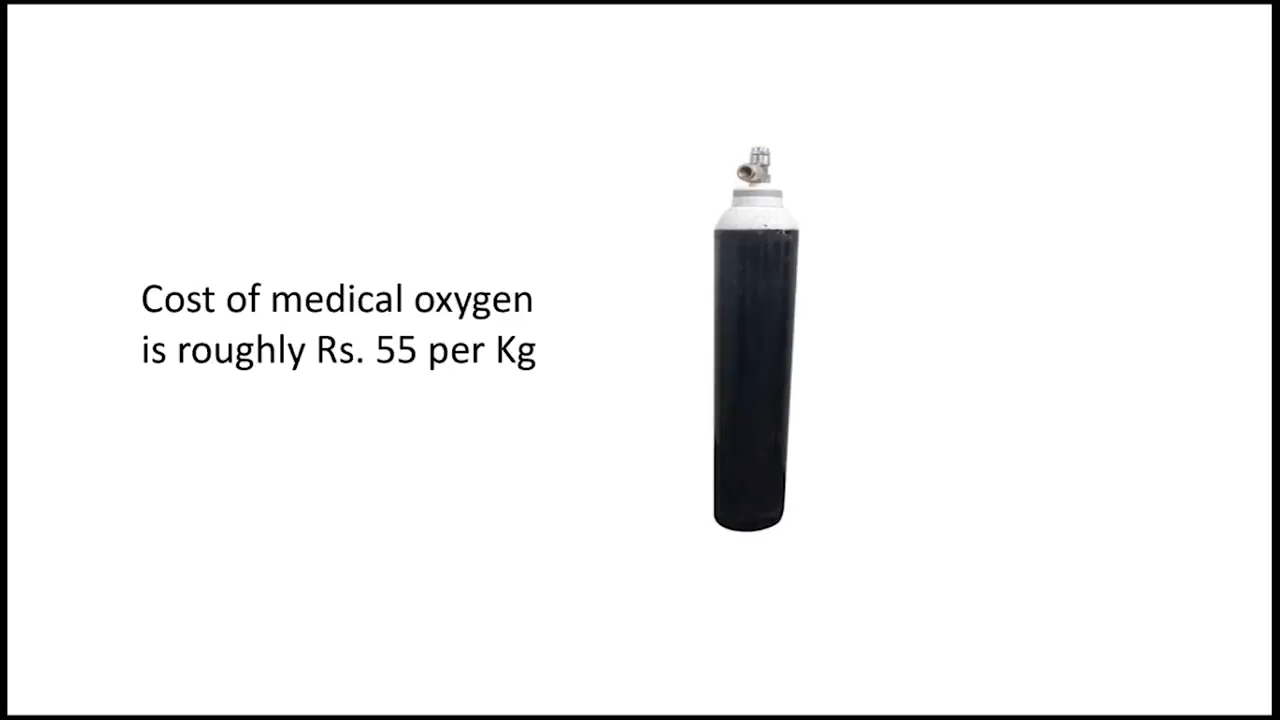 Cost of medical oxygen
is roughly Rs. 55 per Kg